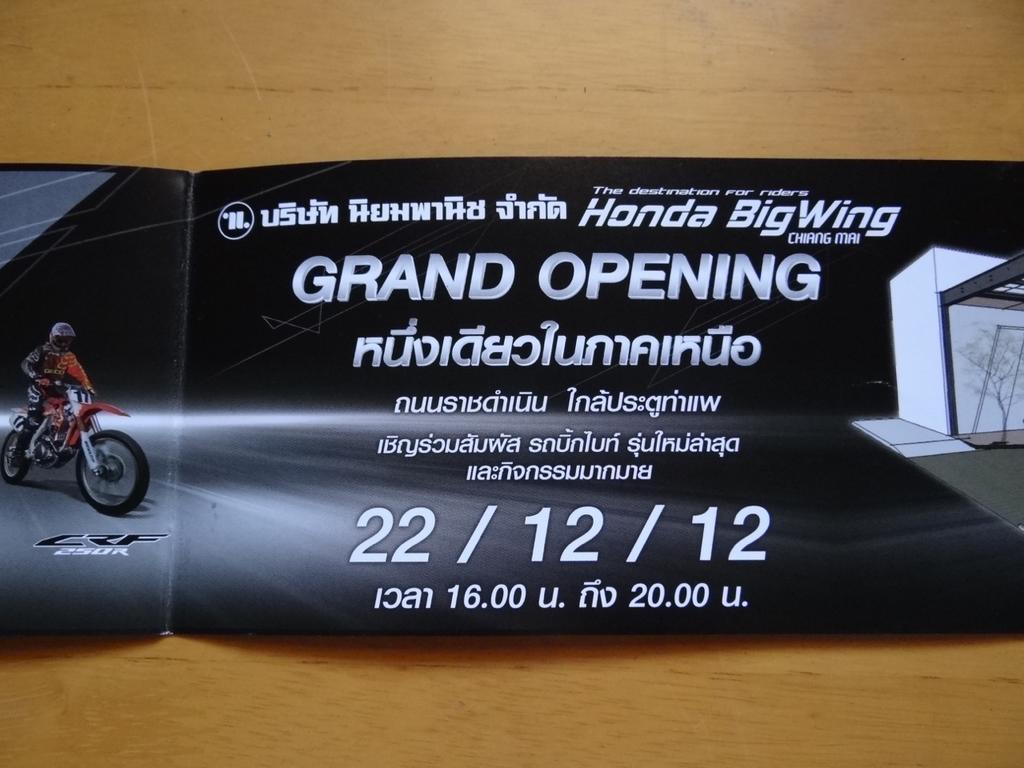 น. บริษัท นิยมพานิช จำกัด
The destination for riders
Honda BigWing
CHIANG MAI
GRAND OPENING
หนึ่งเดียวในภาคเหนือ
ถนนราชดำเนิน ใกล้ประตูท่าแพ
เชิญร่วมสัมผัส รถบิ๊กไบท์ รุ่นใหม่ล่าสุด
และกิจกรรมมากมาย
22 / 12 / 12
เวลา 16.00 น. ถึง 20.00 น.
CRF
250R